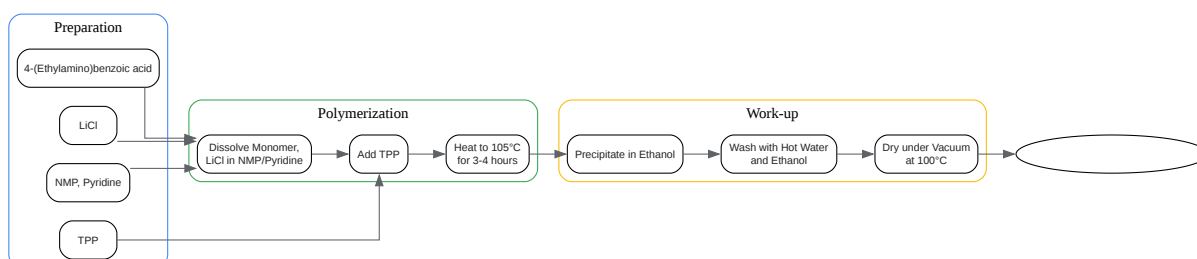 Preparation
4-(Ethylamino)benzoic acid
LiCl
NMP, Pyridine
TPP
Polymerization
Dissolve Monomer,
LiCl in NMP/Pyridine
Add TPP
Heat to 105°C
for 3-4 hours
Work-up
Precipitate in Ethanol
Wash with Hot Water
and Ethanol
Dry under Vacuum
at 100°C